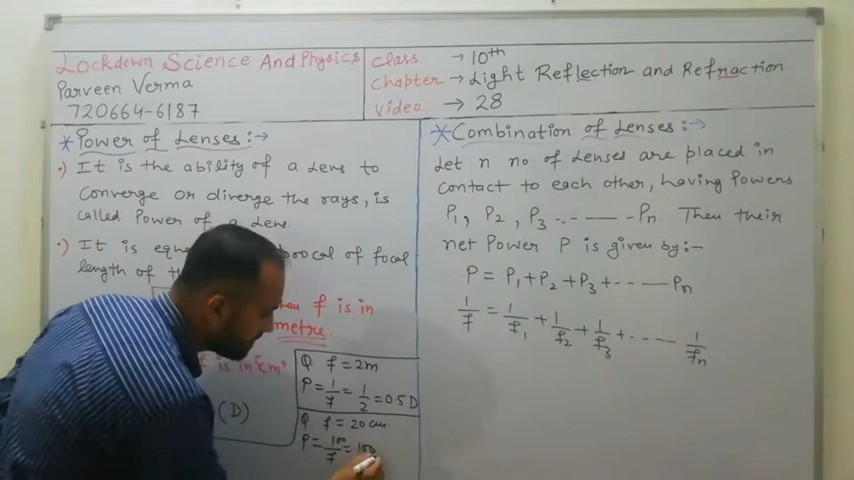 Lockdown Science And Physics
Parveen Verma
720664-6187
Class → 10th
Chapter → Light Reflection and Refraction
Video → 28
*Power of Lenses:→
·) It is the ability of a Lens to
Converge or diverge the rays, is
called Power of a Lens.
·) It is of focal
length of
f is in
metre.
f is in Cm'
(D)
Q f = 2m
P = 1/f = 1/2 = 0.5 D
Q f = 20 cm
P = 100/f = 100
*Combination of Lenses:→
Let n no. of Lenses are placed in
Contact to each other, having Powers
P1, P2, P3 ..----- Pn. Then their
net Power P is given by:-
P = P1 + P2 + P3 + ----- Pn
1/f = 1/f1 + 1/f2 + 1/f3 + ..----- 1/fn